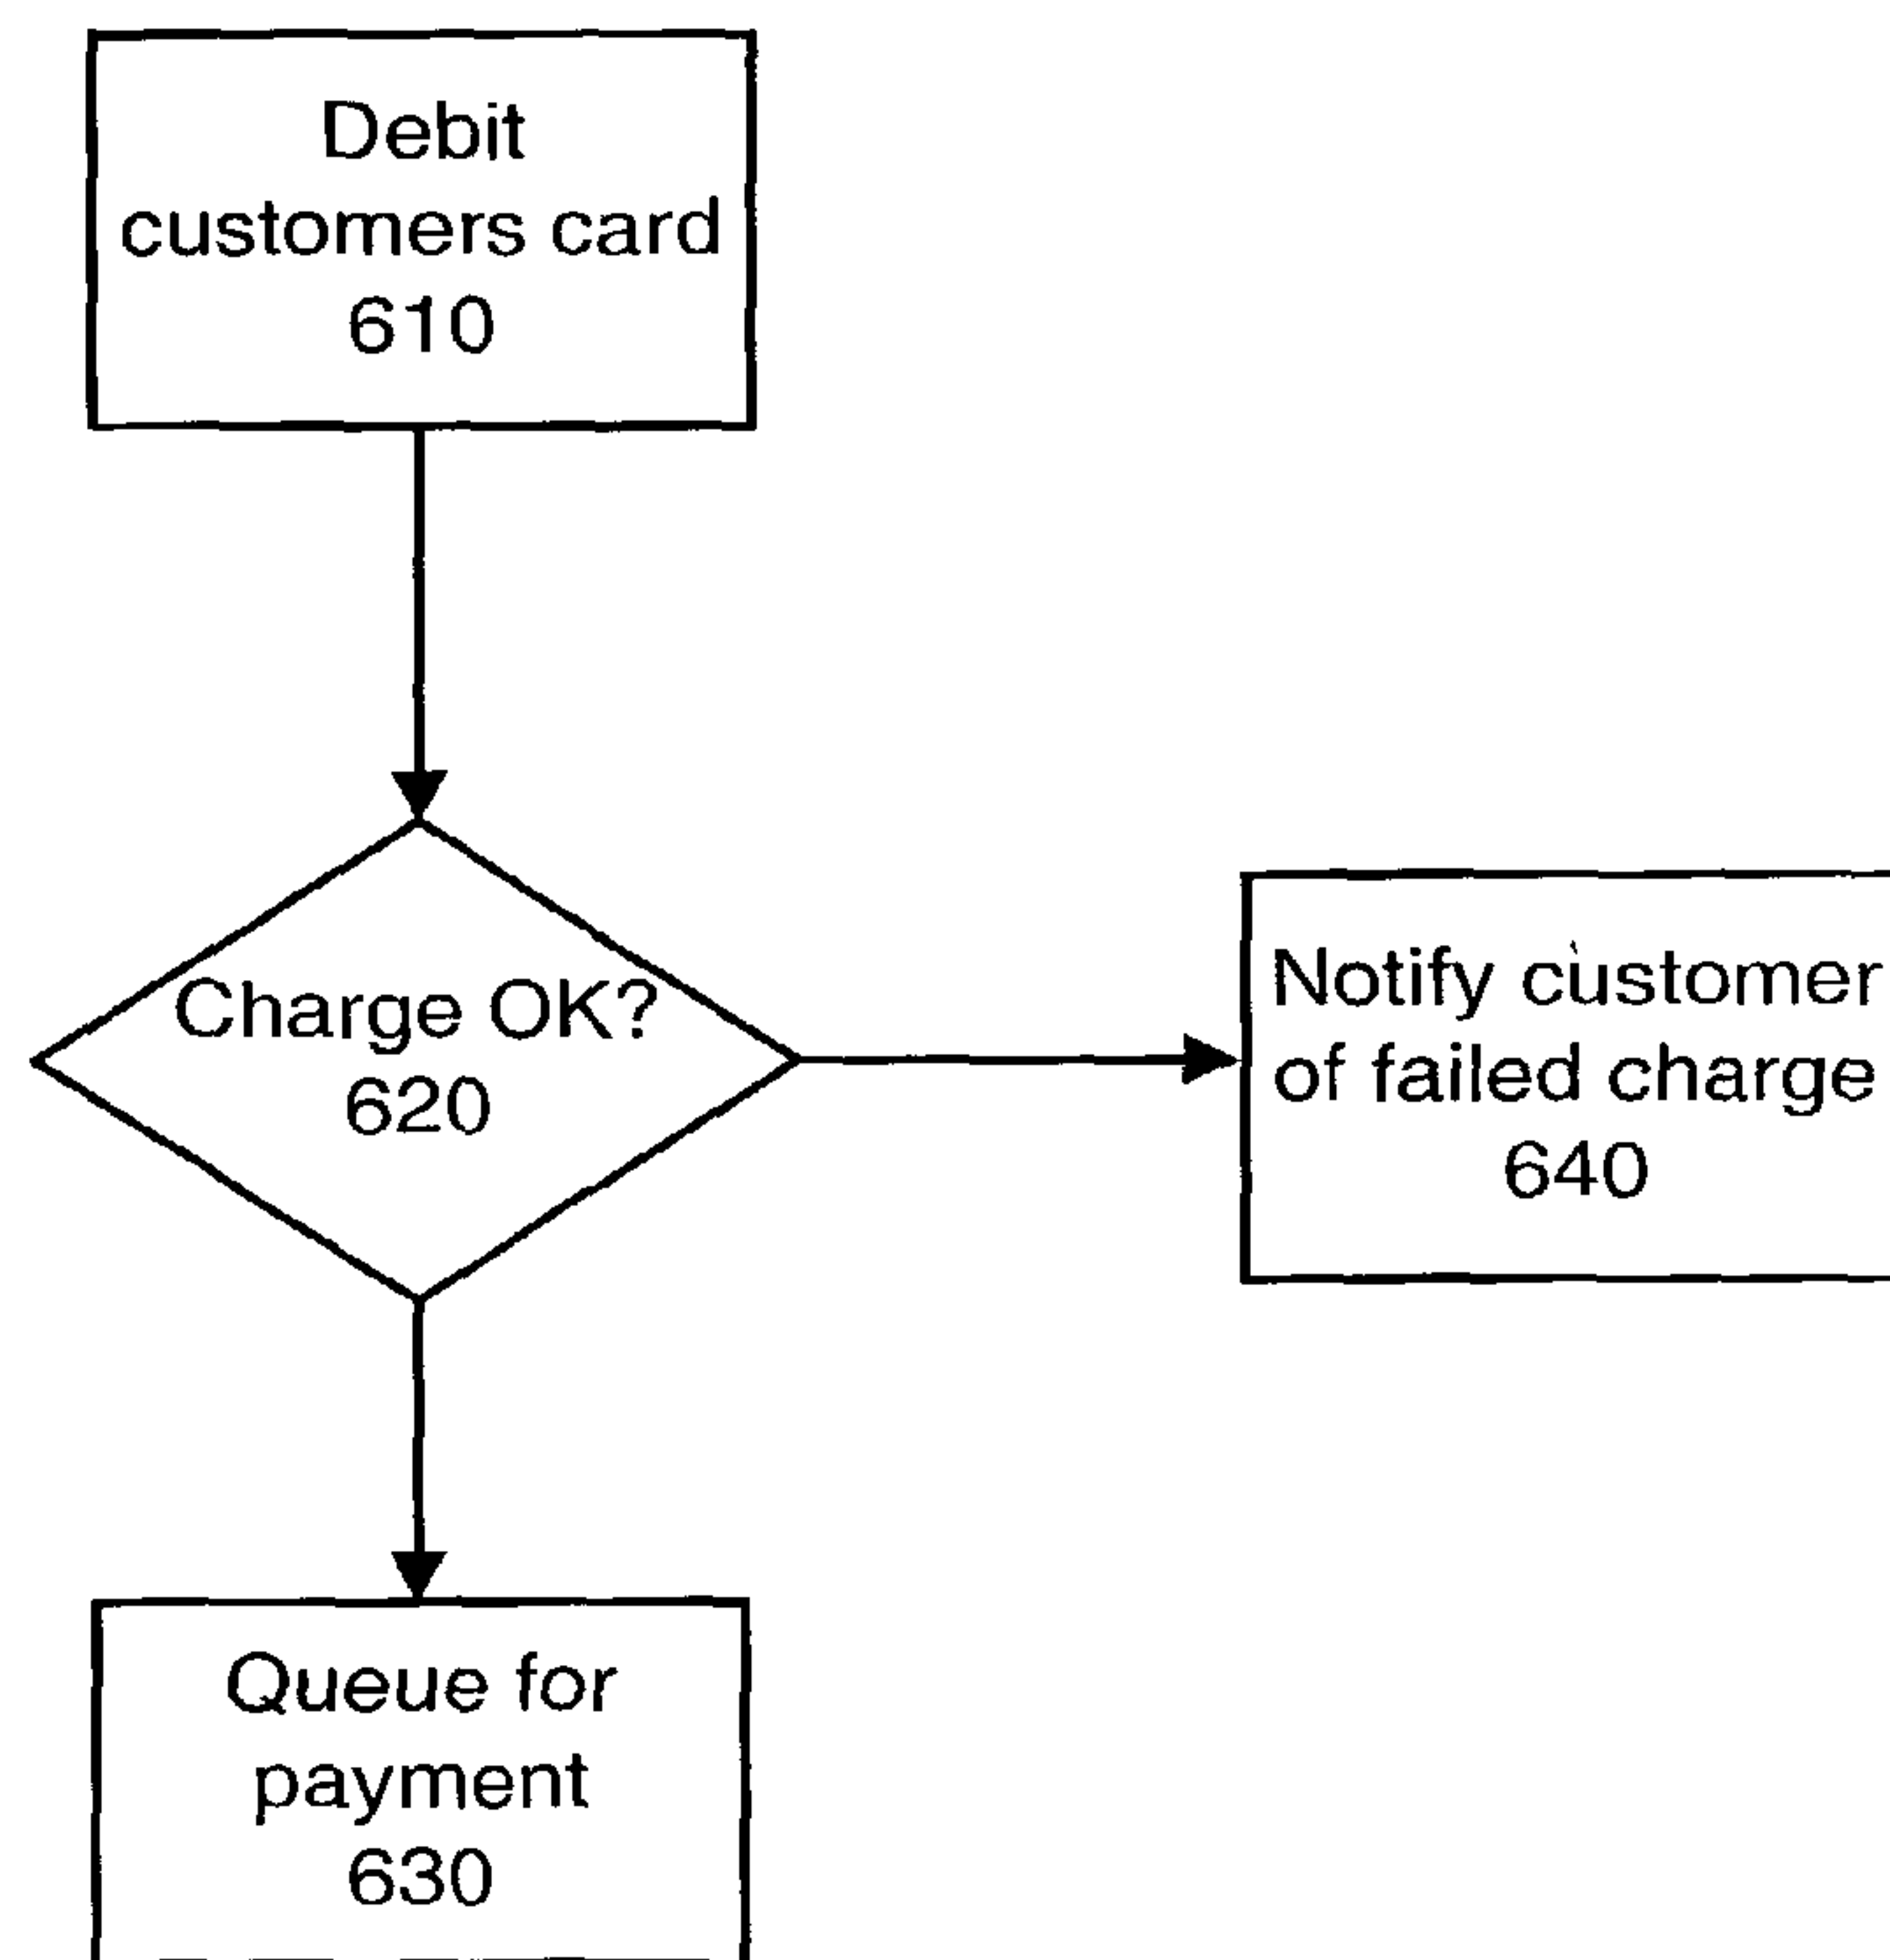 Debit
customers card
610
Charge OK?
620
Notify customer
of failed charge
640
Queue for
payment
630